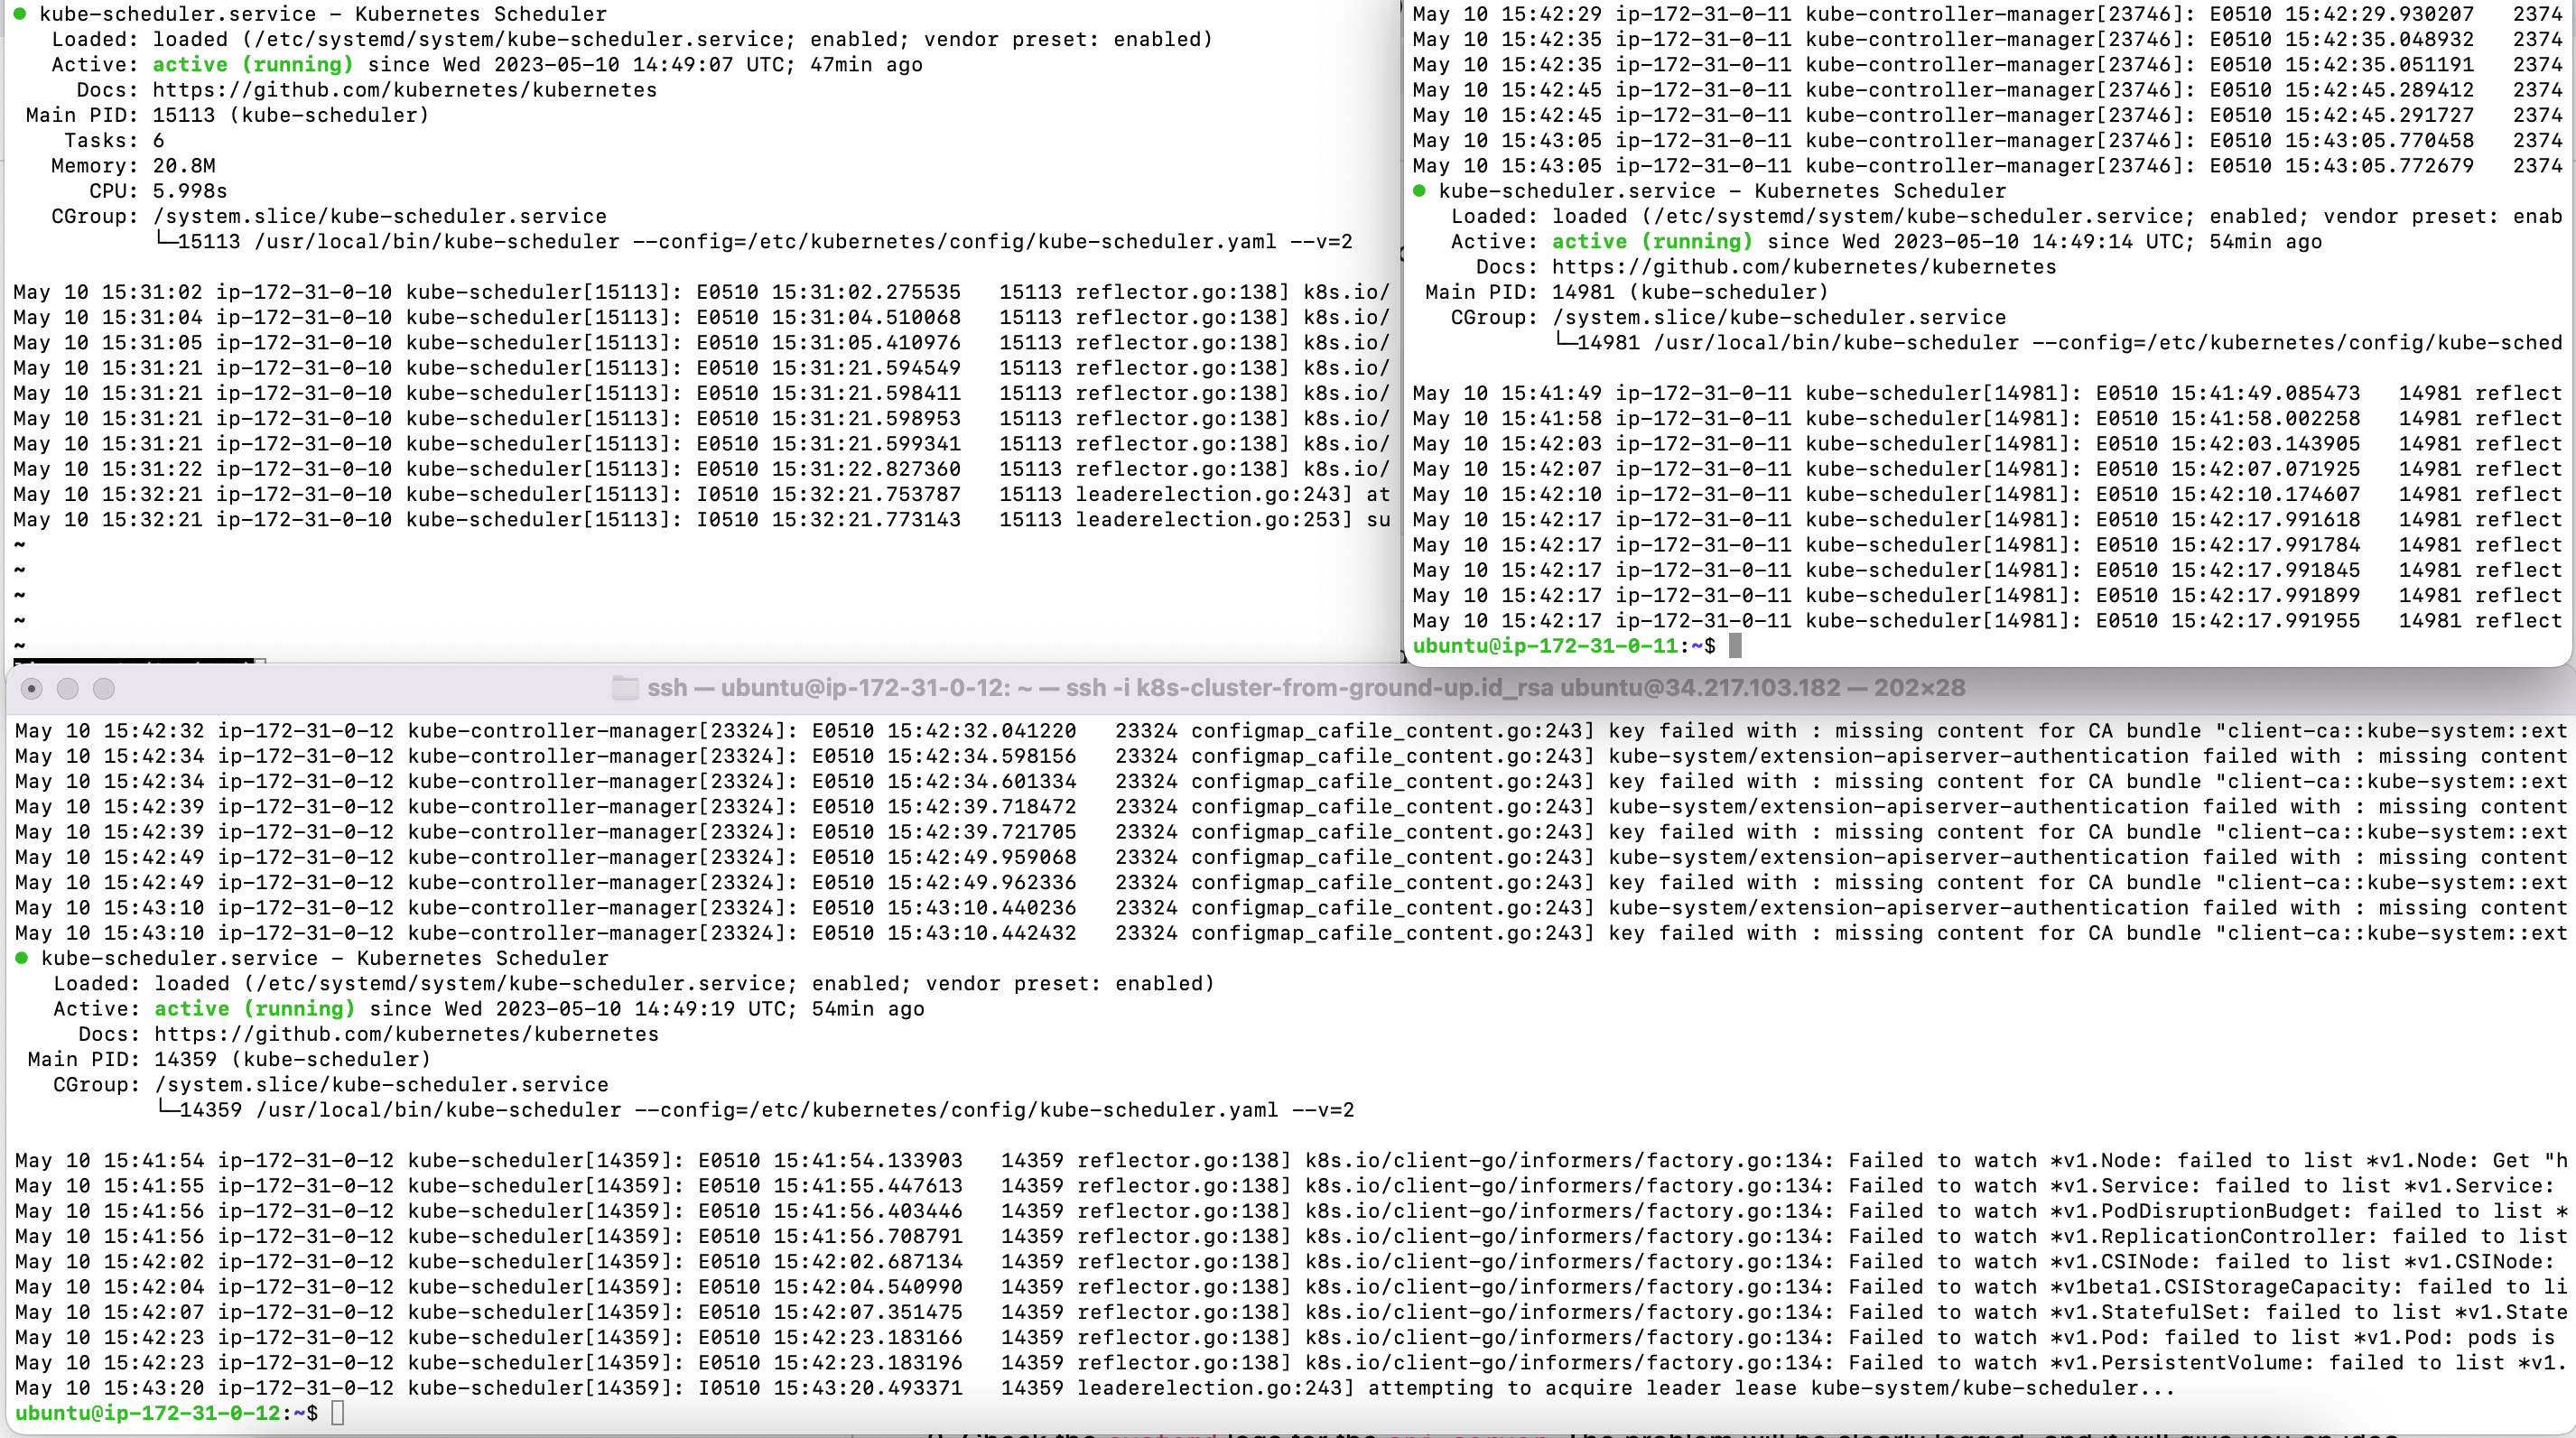 ● kube-scheduler.service – Kubernetes Scheduler
Loaded: loaded (/etc/systemd/system/kube-scheduler.service; enabled; vendor preset: enabled)
Active: active (running) since Wed 2023-05-10 14:49:07 UTC; 47min ago
Docs: https://github.com/kubernetes/kubernetes
Main PID: 15113 (kube-scheduler)
Tasks: 6
Memory: 20.8M
CPU: 5.998s
CGroup: /system.slice/kube-scheduler.service
└─15113 /usr/local/bin/kube-scheduler --config=/etc/kubernetes/config/kube-scheduler.yaml --v=2
May 10 15:31:02 ip-172-31-0-10 kube-scheduler[15113]: E0510 15:31:02.275535 15113 reflector.go:138] k8s.io/
May 10 15:31:04 ip-172-31-0-10 kube-scheduler[15113]: E0510 15:31:04.510068 15113 reflector.go:138] k8s.io/
May 10 15:31:05 ip-172-31-0-10 kube-scheduler[15113]: E0510 15:31:05.410976 15113 reflector.go:138] k8s.io/
May 10 15:31:21 ip-172-31-0-10 kube-scheduler[15113]: E0510 15:31:21.594549 15113 reflector.go:138] k8s.io/
May 10 15:31:21 ip-172-31-0-10 kube-scheduler[15113]: E0510 15:31:21.598411 15113 reflector.go:138] k8s.io/
May 10 15:31:21 ip-172-31-0-10 kube-scheduler[15113]: E0510 15:31:21.598953 15113 reflector.go:138] k8s.io/
May 10 15:31:21 ip-172-31-0-10 kube-scheduler[15113]: E0510 15:31:21.599341 15113 reflector.go:138] k8s.io/
May 10 15:31:22 ip-172-31-0-10 kube-scheduler[15113]: E0510 15:31:22.827360 15113 reflector.go:138] k8s.io/
May 10 15:32:21 ip-172-31-0-10 kube-scheduler[15113]: I0510 15:32:21.753787 15113 leaderelection.go:243] at
May 10 15:32:21 ip-172-31-0-10 kube-scheduler[15113]: I0510 15:32:21.773143 15113 leaderelection.go:253] su
~
~
~
~
~
May 10 15:42:29 ip-172-31-0-11 kube-controller-manager[23746]: E0510 15:42:29.930207 2374
May 10 15:42:35 ip-172-31-0-11 kube-controller-manager[23746]: E0510 15:42:35.048932 2374
May 10 15:42:35 ip-172-31-0-11 kube-controller-manager[23746]: E0510 15:42:35.051191 2374
May 10 15:42:45 ip-172-31-0-11 kube-controller-manager[23746]: E0510 15:42:45.289412 2374
May 10 15:42:45 ip-172-31-0-11 kube-controller-manager[23746]: E0510 15:42:45.291727 2374
May 10 15:43:05 ip-172-31-0-11 kube-controller-manager[23746]: E0510 15:43:05.770458 2374
May 10 15:43:05 ip-172-31-0-11 kube-controller-manager[23746]: E0510 15:43:05.772679 2374
● kube-scheduler.service – Kubernetes Scheduler
Loaded: loaded (/etc/systemd/system/kube-scheduler.service; enabled; vendor preset: enab
Active: active (running) since Wed 2023-05-10 14:49:14 UTC; 54min ago
Docs: https://github.com/kubernetes/kubernetes
Main PID: 14981 (kube-scheduler)
CGroup: /system.slice/kube-scheduler.service
└─14981 /usr/local/bin/kube-scheduler --config=/etc/kubernetes/config/kube-sched
May 10 15:41:49 ip-172-31-0-11 kube-scheduler[14981]: E0510 15:41:49.085473 14981 reflect
May 10 15:41:58 ip-172-31-0-11 kube-scheduler[14981]: E0510 15:41:58.002258 14981 reflect
May 10 15:42:03 ip-172-31-0-11 kube-scheduler[14981]: E0510 15:42:03.143905 14981 reflect
May 10 15:42:07 ip-172-31-0-11 kube-scheduler[14981]: E0510 15:42:07.071925 14981 reflect
May 10 15:42:10 ip-172-31-0-11 kube-scheduler[14981]: E0510 15:42:10.174607 14981 reflect
May 10 15:42:17 ip-172-31-0-11 kube-scheduler[14981]: E0510 15:42:17.991618 14981 reflect
May 10 15:42:17 ip-172-31-0-11 kube-scheduler[14981]: E0510 15:42:17.991784 14981 reflect
May 10 15:42:17 ip-172-31-0-11 kube-scheduler[14981]: E0510 15:42:17.991845 14981 reflect
May 10 15:42:17 ip-172-31-0-11 kube-scheduler[14981]: E0510 15:42:17.991899 14981 reflect
May 10 15:42:17 ip-172-31-0-11 kube-scheduler[14981]: E0510 15:42:17.991955 14981 reflect
ubuntu@ip-172-31-0-11:~$
ssh — ubuntu@ip-172-31-0-12: ~ — ssh -i k8s-cluster-from-ground-up.id_rsa ubuntu@34.217.103.182 — 202×28
May 10 15:42:32 ip-172-31-0-12 kube-controller-manager[23324]: E0510 15:42:32.041220 23324 configmap_cafile_content.go:243] key failed with : missing content for CA bundle "client-ca::kube-system::ext
May 10 15:42:34 ip-172-31-0-12 kube-controller-manager[23324]: E0510 15:42:34.598156 23324 configmap_cafile_content.go:243] kube-system/extension-apiserver-authentication failed with : missing content
May 10 15:42:34 ip-172-31-0-12 kube-controller-manager[23324]: E0510 15:42:34.601334 23324 configmap_cafile_content.go:243] key failed with : missing content for CA bundle "client-ca::kube-system::ext
May 10 15:42:39 ip-172-31-0-12 kube-controller-manager[23324]: E0510 15:42:39.718472 23324 configmap_cafile_content.go:243] kube-system/extension-apiserver-authentication failed with : missing content
May 10 15:42:39 ip-172-31-0-12 kube-controller-manager[23324]: E0510 15:42:39.721705 23324 configmap_cafile_content.go:243] key failed with : missing content for CA bundle "client-ca::kube-system::ext
May 10 15:42:49 ip-172-31-0-12 kube-controller-manager[23324]: E0510 15:42:49.959068 23324 configmap_cafile_content.go:243] kube-system/extension-apiserver-authentication failed with : missing content
May 10 15:42:49 ip-172-31-0-12 kube-controller-manager[23324]: E0510 15:42:49.962336 23324 configmap_cafile_content.go:243] key failed with : missing content for CA bundle "client-ca::kube-system::ext
May 10 15:43:10 ip-172-31-0-12 kube-controller-manager[23324]: E0510 15:43:10.440236 23324 configmap_cafile_content.go:243] kube-system/extension-apiserver-authentication failed with : missing content
May 10 15:43:10 ip-172-31-0-12 kube-controller-manager[23324]: E0510 15:43:10.442432 23324 configmap_cafile_content.go:243] key failed with : missing content for CA bundle "client-ca::kube-system::ext
● kube-scheduler.service – Kubernetes Scheduler
Loaded: loaded (/etc/systemd/system/kube-scheduler.service; enabled; vendor preset: enabled)
Active: active (running) since Wed 2023-05-10 14:49:19 UTC; 54min ago
Docs: https://github.com/kubernetes/kubernetes
Main PID: 14359 (kube-scheduler)
CGroup: /system.slice/kube-scheduler.service
└─14359 /usr/local/bin/kube-scheduler --config=/etc/kubernetes/config/kube-scheduler.yaml --v=2
May 10 15:41:54 ip-172-31-0-12 kube-scheduler[14359]: E0510 15:41:54.133903 14359 reflector.go:138] k8s.io/client-go/informers/factory.go:134: Failed to watch *v1.Node: failed to list *v1.Node: Get "h
May 10 15:41:55 ip-172-31-0-12 kube-scheduler[14359]: E0510 15:41:55.447613 14359 reflector.go:138] k8s.io/client-go/informers/factory.go:134: Failed to watch *v1.Service: failed to list *v1.Service:
May 10 15:41:56 ip-172-31-0-12 kube-scheduler[14359]: E0510 15:41:56.403446 14359 reflector.go:138] k8s.io/client-go/informers/factory.go:134: Failed to watch *v1.PodDisruptionBudget: failed to list *
May 10 15:41:56 ip-172-31-0-12 kube-scheduler[14359]: E0510 15:41:56.708791 14359 reflector.go:138] k8s.io/client-go/informers/factory.go:134: Failed to watch *v1.ReplicationController: failed to list
May 10 15:42:02 ip-172-31-0-12 kube-scheduler[14359]: E0510 15:42:02.687134 14359 reflector.go:138] k8s.io/client-go/informers/factory.go:134: Failed to watch *v1.CSINode: failed to list *v1.CSINode:
May 10 15:42:04 ip-172-31-0-12 kube-scheduler[14359]: E0510 15:42:04.540990 14359 reflector.go:138] k8s.io/client-go/informers/factory.go:134: Failed to watch *v1beta1.CSIStorageCapacity: failed to li
May 10 15:42:07 ip-172-31-0-12 kube-scheduler[14359]: E0510 15:42:07.351475 14359 reflector.go:138] k8s.io/client-go/informers/factory.go:134: Failed to watch *v1.StatefulSet: failed to list *v1.State
May 10 15:42:23 ip-172-31-0-12 kube-scheduler[14359]: E0510 15:42:23.183166 14359 reflector.go:138] k8s.io/client-go/informers/factory.go:134: Failed to watch *v1.Pod: failed to list *v1.Pod: pods is
May 10 15:42:23 ip-172-31-0-12 kube-scheduler[14359]: E0510 15:42:23.183196 14359 reflector.go:138] k8s.io/client-go/informers/factory.go:134: Failed to watch *v1.PersistentVolume: failed to list *v1.
May 10 15:43:20 ip-172-31-0-12 kube-scheduler[14359]: I0510 15:43:20.493371 14359 leaderelection.go:243] attempting to acquire leader lease kube-system/kube-scheduler...
ubuntu@ip-172-31-0-12:~$